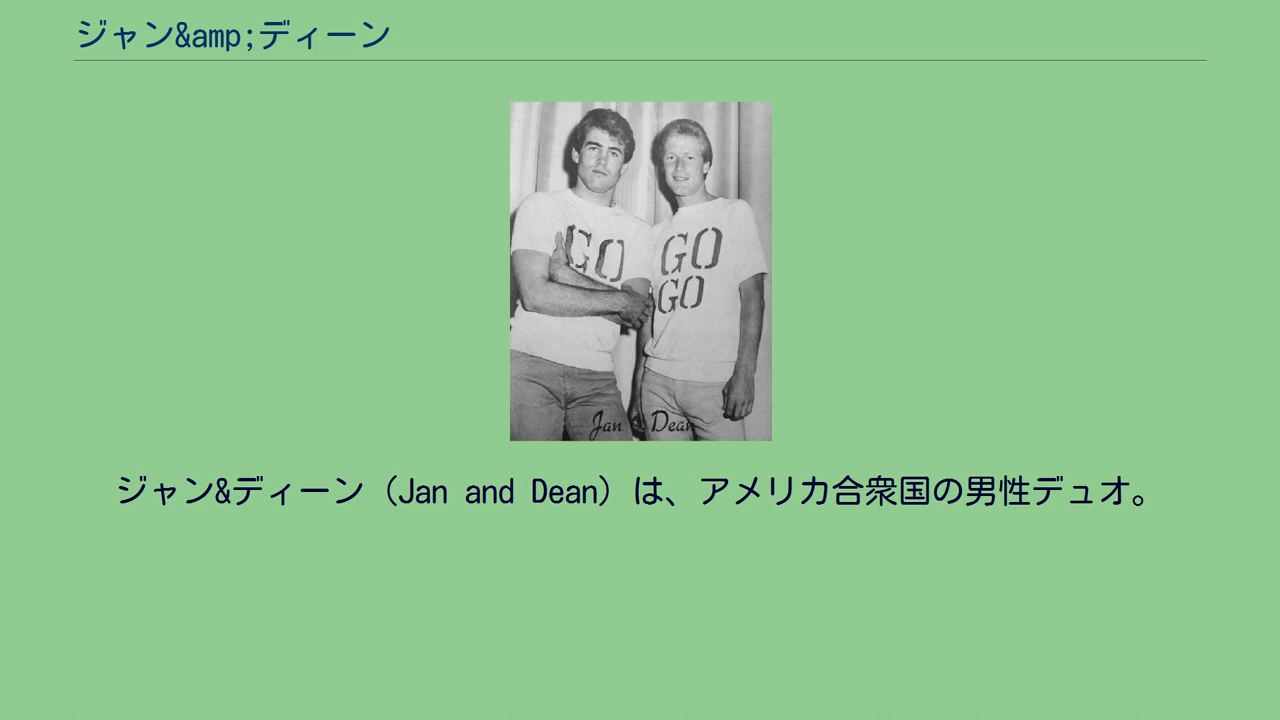 ジャン&amp;ディーン
GO
GO
GO
Jan & Dean
ジャン&ディーン（Jan and Dean）は、アメリカ合衆国の男性デュオ。